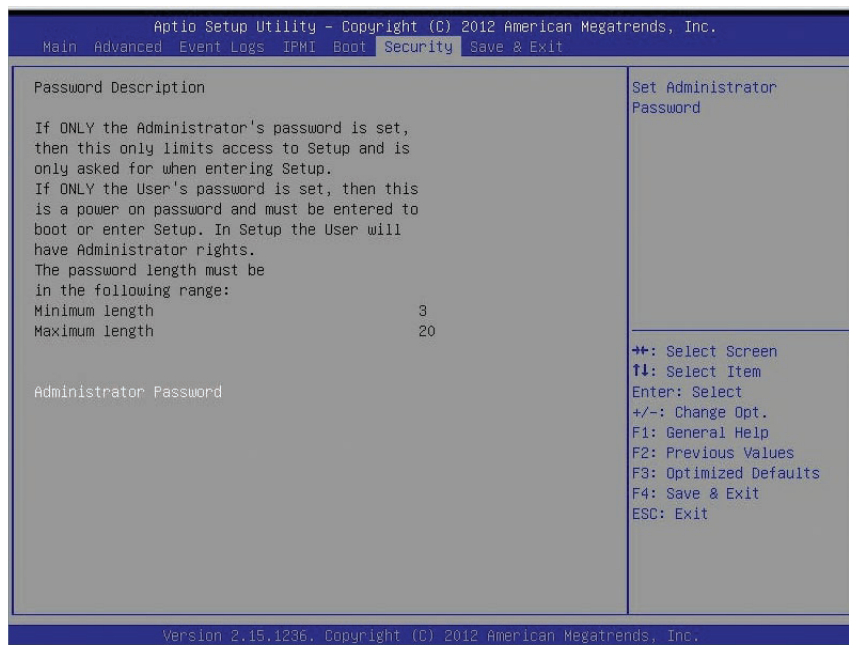 Aptio Setup Utility – Copyright (C) 2012 American Megatrends, Inc.
Main Advanced Event Logs IPMI Boot Security Save & Exit
Password Description
If ONLY the Administrator's password is set,
then this only limits access to Setup and is
only asked for when entering Setup.
If ONLY the User's password is set, then this
is a power on password and must be entered to
boot or enter Setup. In Setup the User will
have Administrator rights.
The password length must be
in the following range:
Minimum length 3
Maximum length 20
Administrator Password
Set Administrator
Password
→←: Select Screen
↑↓: Select Item
Enter: Select
+/-: Change Opt.
F1: General Help
F2: Previous Values
F3: Optimized Defaults
F4: Save & Exit
ESC: Exit
Version 2.15.1236. Copyright (C) 2012 American Megatrends, Inc.